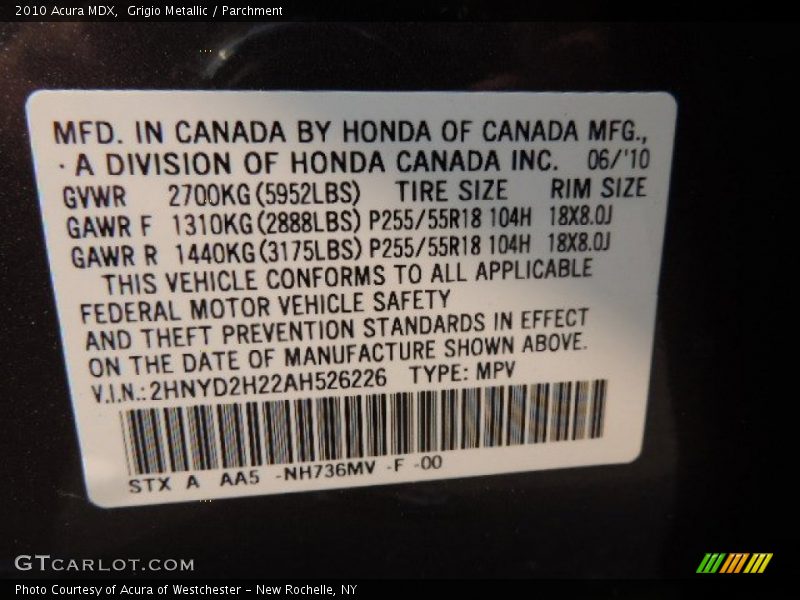 2010 Acura MDX, Grigio Metallic / Parchment
MFD. IN CANADA BY HONDA OF CANADA MFG.,
A DIVISION OF HONDA CANADA INC. 06/'10
GVWR 2700KG(5952LBS) TIRE SIZE RIM SIZE
GAWR F 1310KG(2888LBS) P255/55R18 104H 18X8.0J
GAWR R 1440KG(3175LBS) P255/55R18 104H 18X8.0J
THIS VEHICLE CONFORMS TO ALL APPLICABLE
FEDERAL MOTOR VEHICLE SAFETY
AND THEFT PREVENTION STANDARDS IN EFFECT
ON THE DATE OF MANUFACTURE SHOWN ABOVE.
V.I.N.:2HNYD2H22AH526226 TYPE: MPV
STX A AA5 -NH736MV -F -00
GTCARLOT.COM
Photo Courtesy of Acura of Westchester – New Rochelle, NY